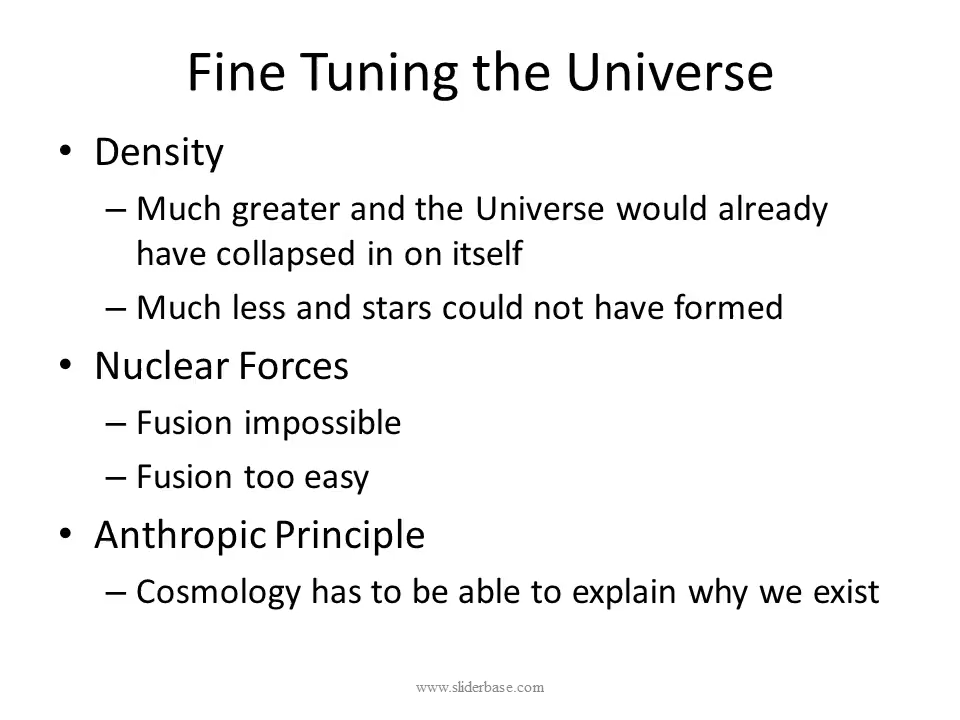 Fine Tuning the Universe
• Density
– Much greater and the Universe would already
have collapsed in on itself
– Much less and stars could not have formed
• Nuclear Forces
– Fusion impossible
– Fusion too easy
• Anthropic Principle
– Cosmology has to be able to explain why we exist
www.sliderbase.com